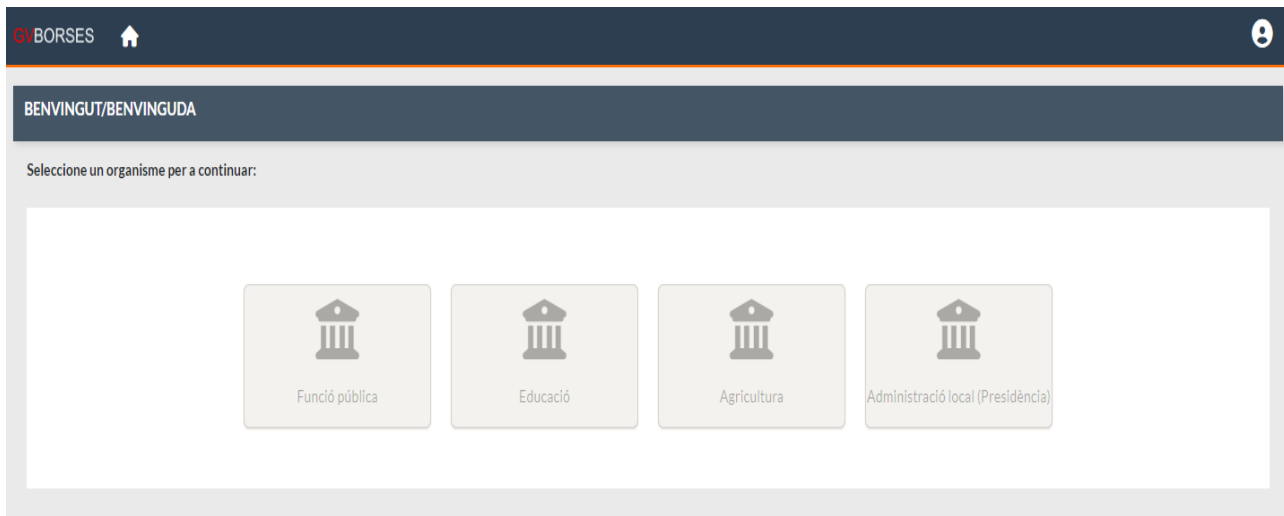 GVBORSES
BENVINGUT/BENVINGUDA
Seleccione un organisme per a continuar:
Funció pública
Educació
Agricultura
Administració local (Presidència)